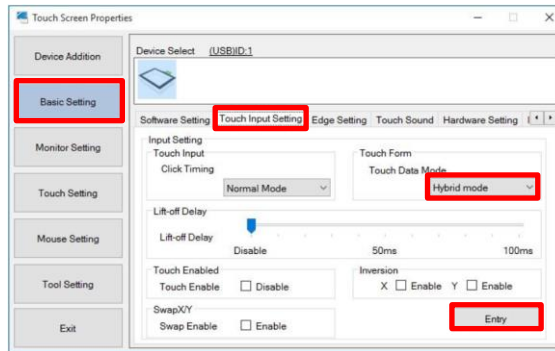 Touch Screen Properties
Device Addition
Basic Setting
Monitor Setting
Touch Setting
Mouse Setting
Tool Setting
Exit
Device Select (USB)ID:1
Software Setting Touch Input Setting Edge Setting Touch Sound Hardware Setting
Input Setting
Touch Input
Click Timing
Normal Mode
Touch Form
Touch Data Mode
Hybrid mode
Lift-off Delay
Lift-off Delay
Disable 50ms 100ms
Touch Enabled
Touch Enable Disable
Inversion
X Enable Y Enable
SwapX/Y
Swap Enable Enable
Entry